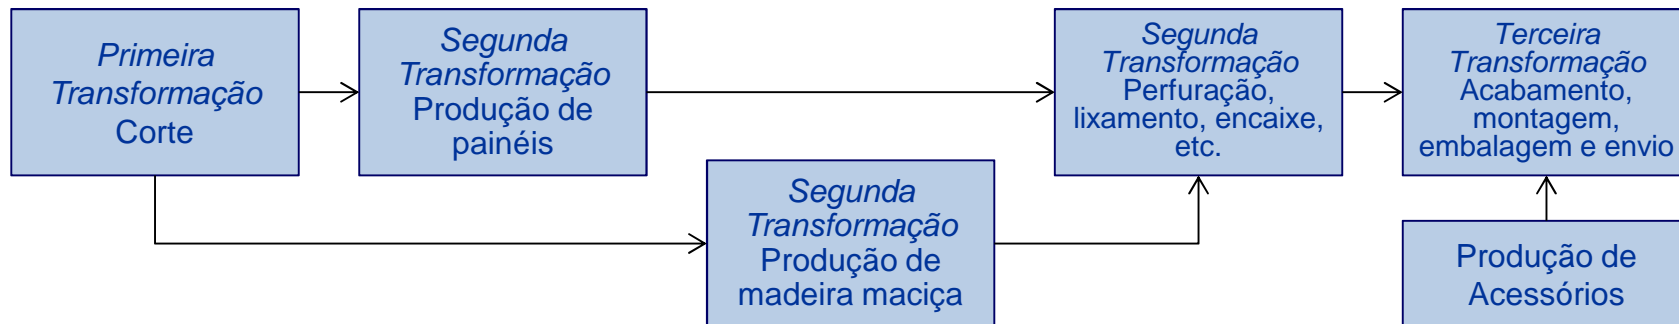 Primeira
Transformação
Corte
Segunda
Transformação
Produção de
painéis
Segunda
Transformação
Produção de
madeira maciça
Segunda
Transformação
Perfuração,
lixamento, encaixe,
etc.
Terceira
Transformação
Acabamento,
montagem,
embalagem e envio
Produção de
Acessórios